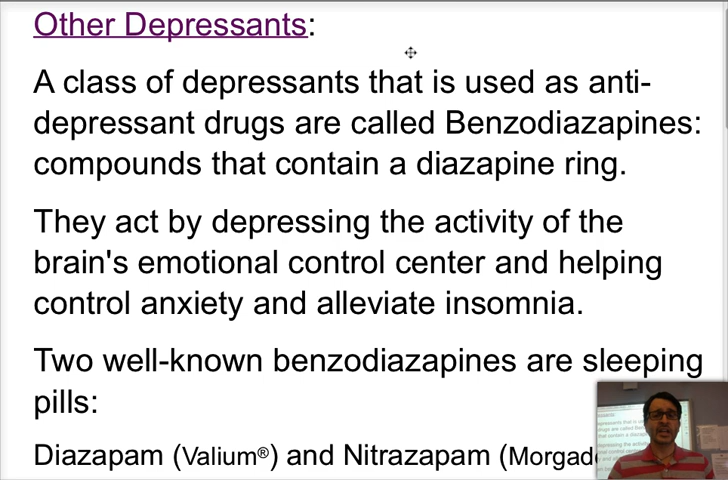 Other Depressants:
A class of depressants that is used as anti-
depressant drugs are called Benzodiazapines:
compounds that contain a diazapine ring.
They act by depressing the activity of the
brain's emotional control center and helping
control anxiety and alleviate insomnia.
Two well-known benzodiazapines are sleeping
pills:
Diazapam (Valium®) and Nitrazapam (Morgad